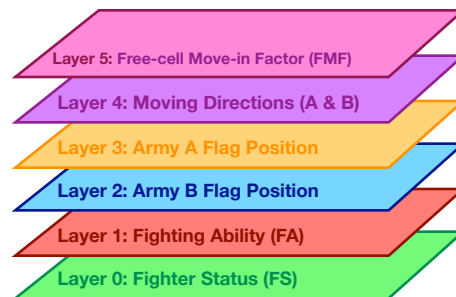 Layer 5: Free-cell Move-in Factor (FMF)
Layer 4: Moving Directions (A & B)
Layer 3: Army A Flag Position
Layer 2: Army B Flag Position
Layer 1: Fighting Ability (FA)
Layer 0: Fighter Status (FS)